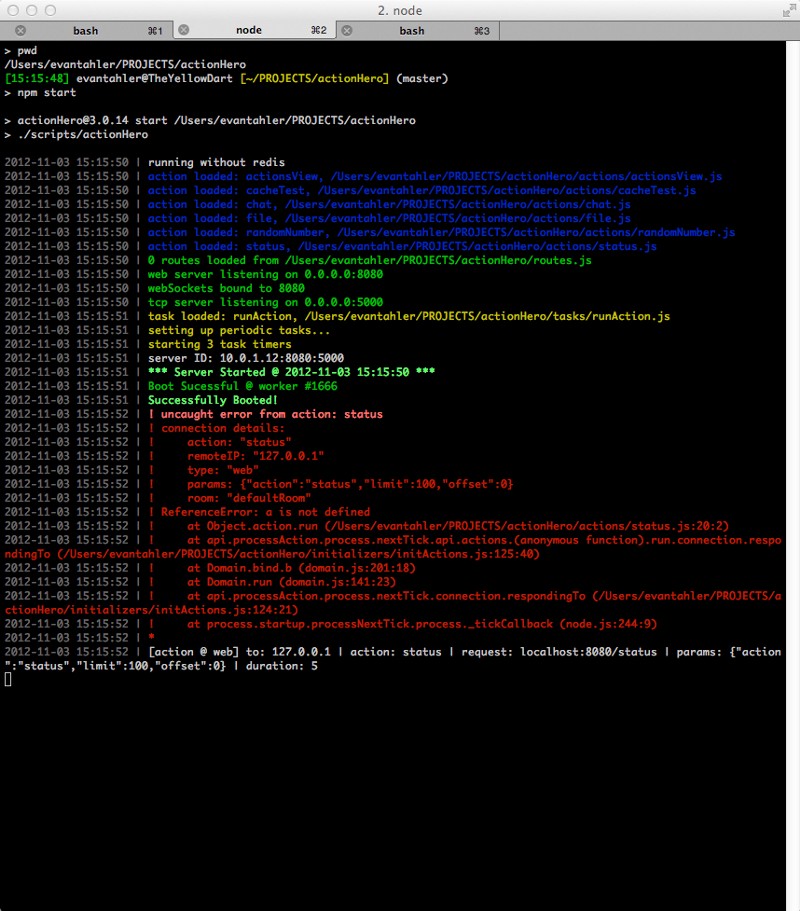 2. node
bash ⌘1 node ⌘2 bash ⌘3
> pwd
/Users/evantahler/PROJECTS/actionHero
[15:15:48] evantahler@TheYellowDart [~/PROJECTS/actionHero] (master)
> npm start
> actionHero@3.0.14 start /Users/evantahler/PROJECTS/actionHero
> ./scripts/actionHero
2012-11-03 15:15:50 | running without redis
2012-11-03 15:15:50 | action loaded: actionsView, /Users/evantahler/PROJECTS/actionHero/actions/actionsView.js
2012-11-03 15:15:50 | action loaded: cacheTest, /Users/evantahler/PROJECTS/actionHero/actions/cacheTest.js
2012-11-03 15:15:50 | action loaded: chat, /Users/evantahler/PROJECTS/actionHero/actions/chat.js
2012-11-03 15:15:50 | action loaded: file, /Users/evantahler/PROJECTS/actionHero/actions/file.js
2012-11-03 15:15:50 | action loaded: randomNumber, /Users/evantahler/PROJECTS/actionHero/actions/randomNumber.js
2012-11-03 15:15:50 | action loaded: status, /Users/evantahler/PROJECTS/actionHero/actions/status.js
2012-11-03 15:15:50 | 0 routes loaded from /Users/evantahler/PROJECTS/actionHero/routes.js
2012-11-03 15:15:50 | web server listening on 0.0.0.0:8080
2012-11-03 15:15:50 | webSockets bound to 8080
2012-11-03 15:15:50 | tcp server listening on 0.0.0.0:5000
2012-11-03 15:15:51 | task loaded: runAction, /Users/evantahler/PROJECTS/actionHero/tasks/runAction.js
2012-11-03 15:15:51 | setting up periodic tasks...
2012-11-03 15:15:51 | starting 3 task timers
2012-11-03 15:15:51 | server ID: 10.0.1.12:8080:5000
2012-11-03 15:15:51 | *** Server Started @ 2012-11-03 15:15:50 ***
2012-11-03 15:15:51 | Boot Sucessful @ worker #1666
2012-11-03 15:15:51 | Successfully Booted!
2012-11-03 15:15:52 | ! uncaught error from action: status
2012-11-03 15:15:52 | ! connection details:
2012-11-03 15:15:52 | !     action: "status"
2012-11-03 15:15:52 | !     remoteIP: "127.0.0.1"
2012-11-03 15:15:52 | !     type: "web"
2012-11-03 15:15:52 | !     params: {"action":"status","limit":100,"offset":0}
2012-11-03 15:15:52 | !     room: "defaultRoom"
2012-11-03 15:15:52 | ! ReferenceError: a is not defined
2012-11-03 15:15:52 | !     at Object.action.run (/Users/evantahler/PROJECTS/actionHero/actions/status.js:20:2)
2012-11-03 15:15:52 | !     at api.processAction.process.nextTick.api.actions.(anonymous function).run.connection.respo
ndingTo (/Users/evantahler/PROJECTS/actionHero/initializers/initActions.js:125:40)
2012-11-03 15:15:52 | !     at Domain.bind.b (domain.js:201:18)
2012-11-03 15:15:52 | !     at Domain.run (domain.js:141:23)
2012-11-03 15:15:52 | !     at api.processAction.process.nextTick.connection.respondingTo (/Users/evantahler/PROJECTS/a
ctionHero/initializers/initActions.js:124:21)
2012-11-03 15:15:52 | !     at process.startup.processNextTick.process._tickCallback (node.js:244:9)
2012-11-03 15:15:52 | *
2012-11-03 15:15:52 | [action @ web] to: 127.0.0.1 | action: status | request: localhost:8080/status | params: {"action
":"status","limit":100,"offset":0} | duration: 5